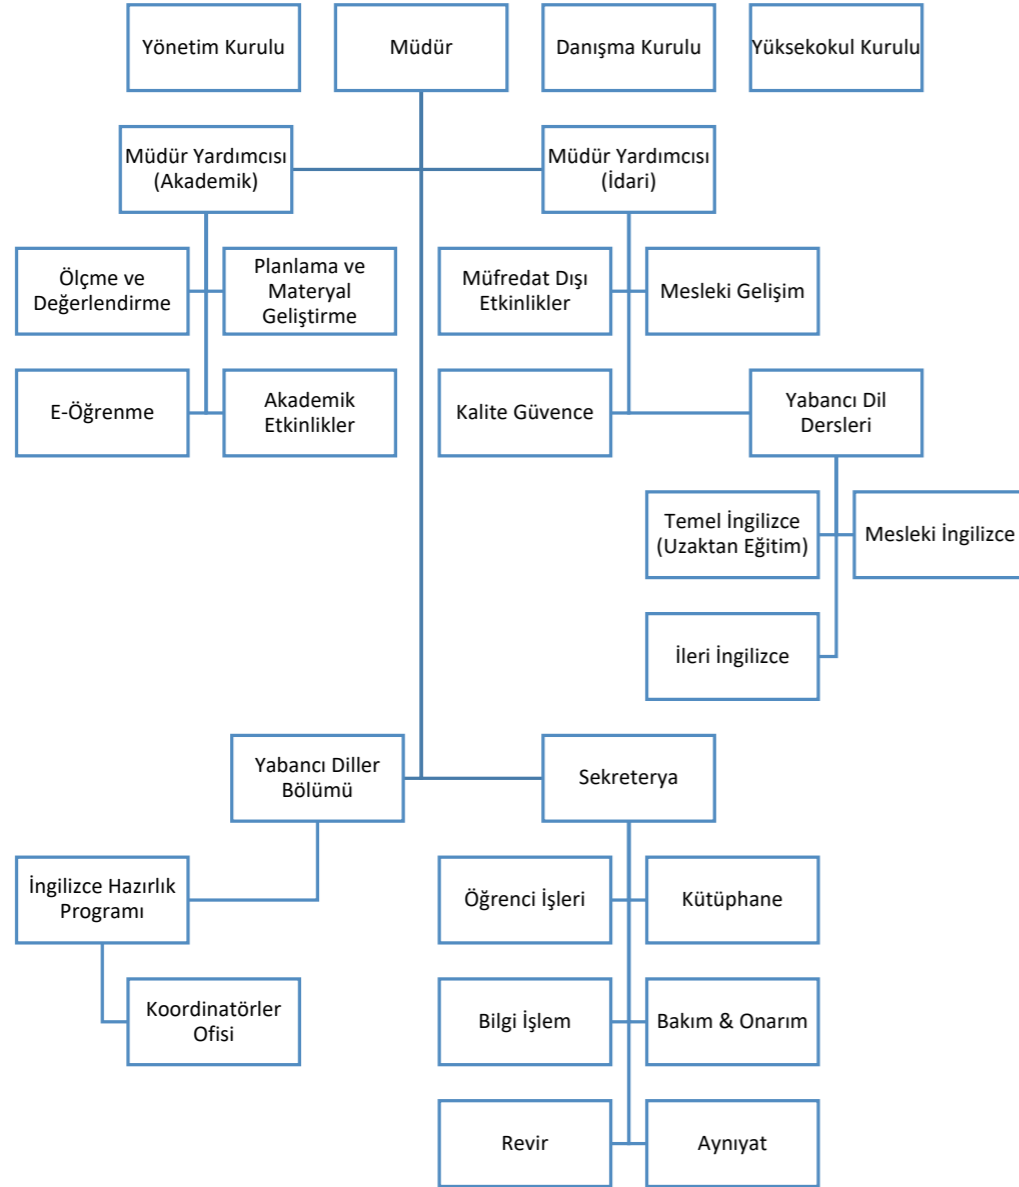 Yönetim Kurulu
Müdür
Danışma Kurulu
Yüksekokul Kurulu
Müdür Yardımcısı
(Akademik)
Müdür Yardımcısı
(İdari)
Ölçme ve
Değerlendirme
Planlama ve
Materyal
Geliştirme
Müfredat Dışı
Etkinlikler
Mesleki Gelişim
E-Öğrenme
Akademik
Etkinlikler
Kalite Güvence
Yabancı Dil
Dersleri
Temel İngilizce
(Uzaktan Eğitim)
Mesleki İngilizce
İleri İngilizce
Yabancı Diller
Bölümü
Sekreterya
İngilizce Hazırlık
Programı
Öğrenci İşleri
Kütüphane
Koordinatörler
Ofisi
Bilgi İşlem
Bakım & Onarım
Revir
Aynıyat